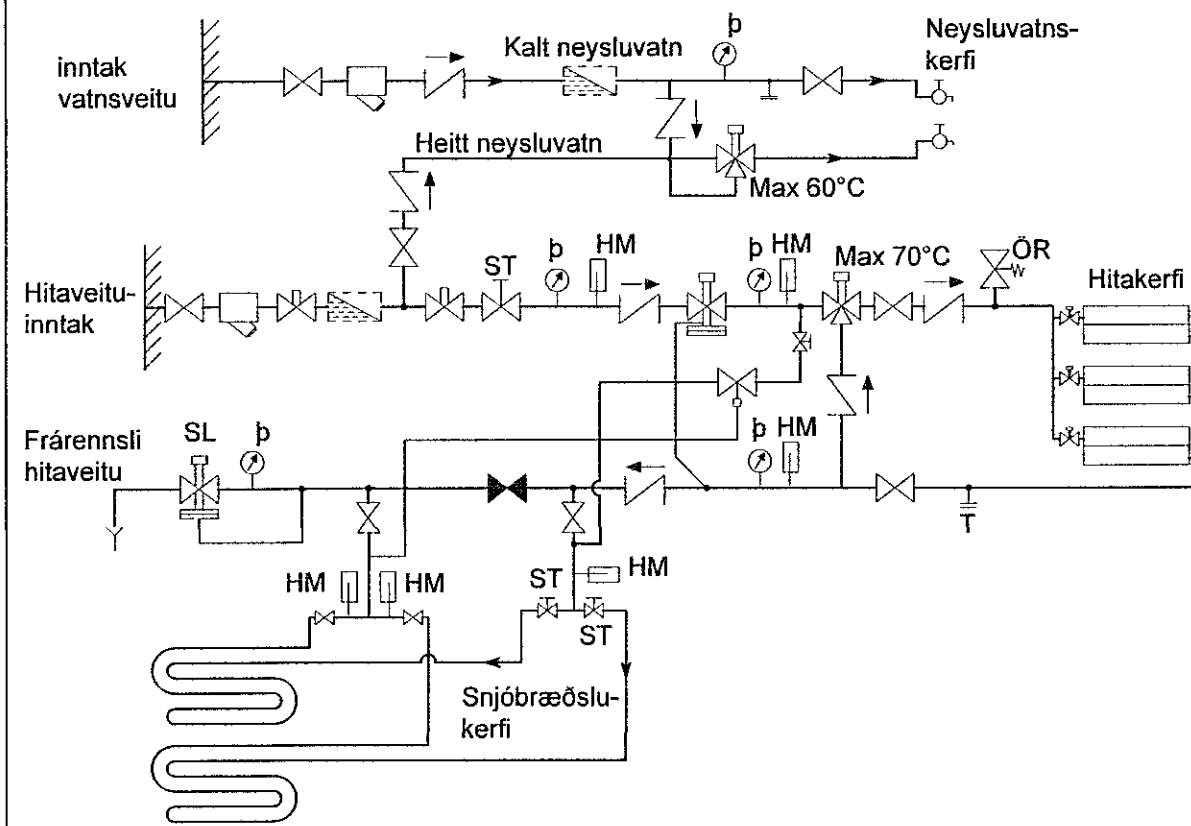 inntak
vatnsveitu
Kalt neysluvatn
þ
Neysluvatns-
kerfi
Heitt neysluvatn
Max 60°C
Hitaveitu-
inntak
ST
þ
HM
þ
HM
Max 70°C
ÖR
Hitakerfi
Frárennsli
hitaveitu
SL
þ
þ
HM
HM
HM
ST
HM
ST
Snjóbræðslu-
kerfi